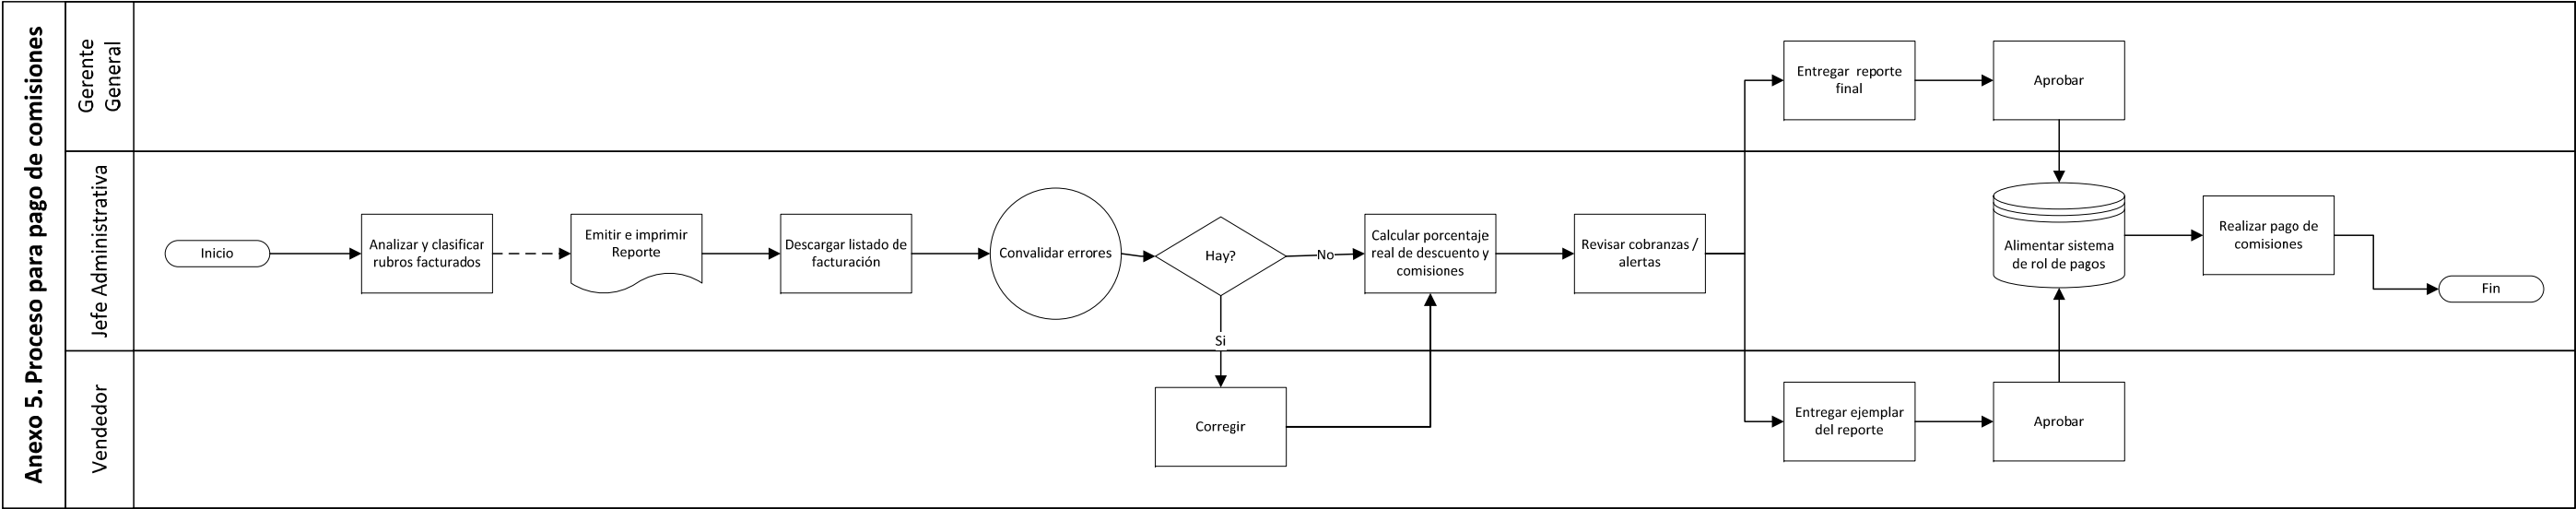 Anexo 5. Proceso para pago de comisiones
Gerente
General
Entregar reporte
final
Aprobar
Jefe Administrativa
Inicio
Analizar y clasificar
rubros facturados
Emitir e imprimir
Reporte
Descargar listado de
facturación
Convalidar errores
Hay?
No
Si
Calcular porcentaje
real de descuento y
comisiones
Revisar cobranzas /
alertas
Alimentar sistema
de rol de pagos
Realizar pago de
comisiones
Fin
Vendedor
Corregir
Entregar ejemplar
del reporte
Aprobar